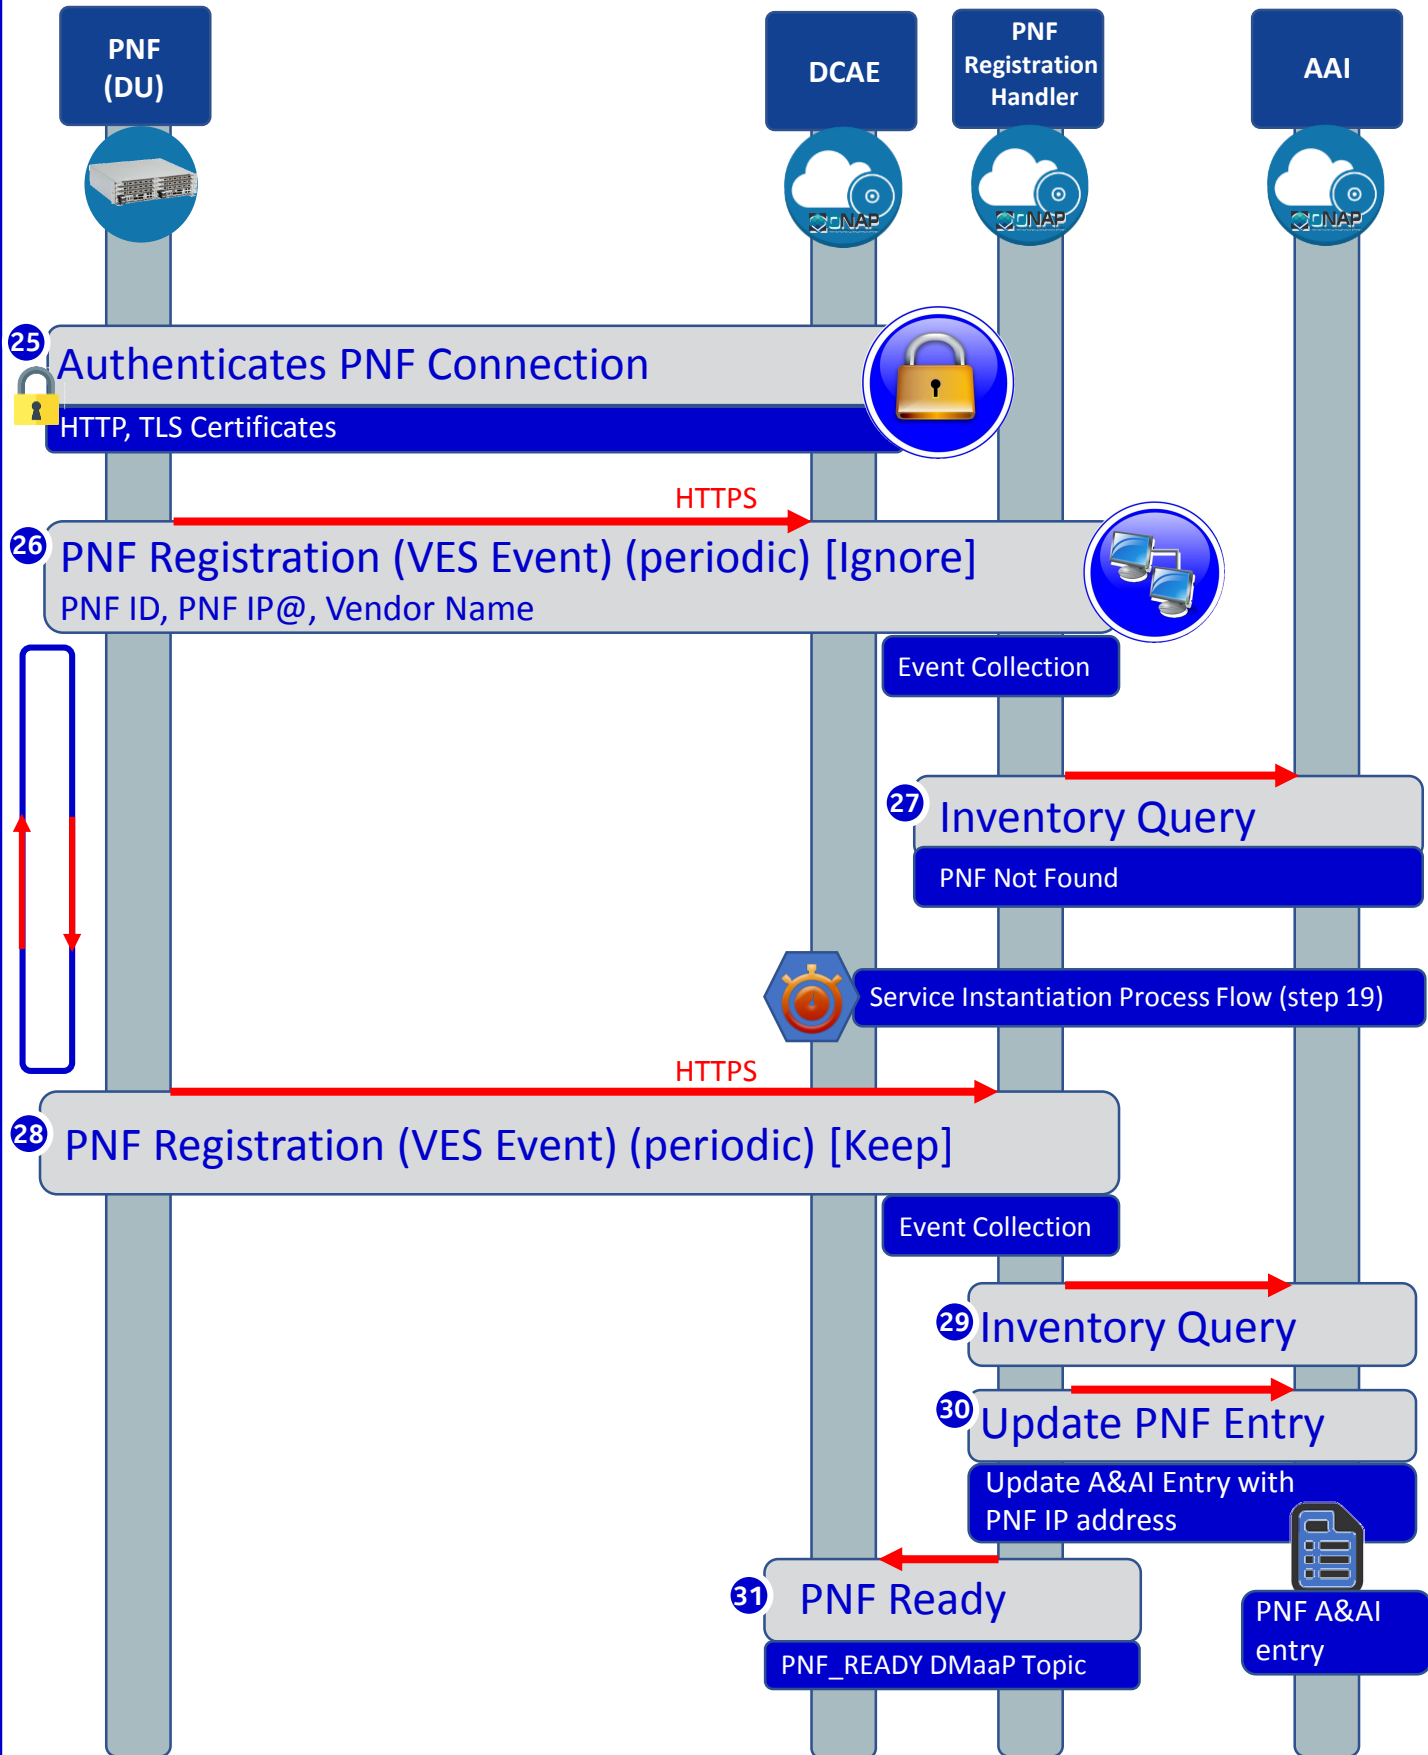 PNF
(DU)
DCAE
PNF
Registration
Handler
AAI
ONAP
ONAP
ONAP
25
Authenticates PNF Connection
HTTP, TLS Certificates
HTTPS
26
PNF Registration (VES Event) (periodic) [Ignore]
PNF ID, PNF IP@, Vendor Name
Event Collection
27
Inventory Query
PNF Not Found
Service Instantiation Process Flow (step 19)
HTTPS
28
PNF Registration (VES Event) (periodic) [Keep]
Event Collection
29
Inventory Query
30
Update PNF Entry
Update A&AI Entry with
PNF IP address
31
PNF Ready
PNF_READY DMaaP Topic
PNF A&AI
entry